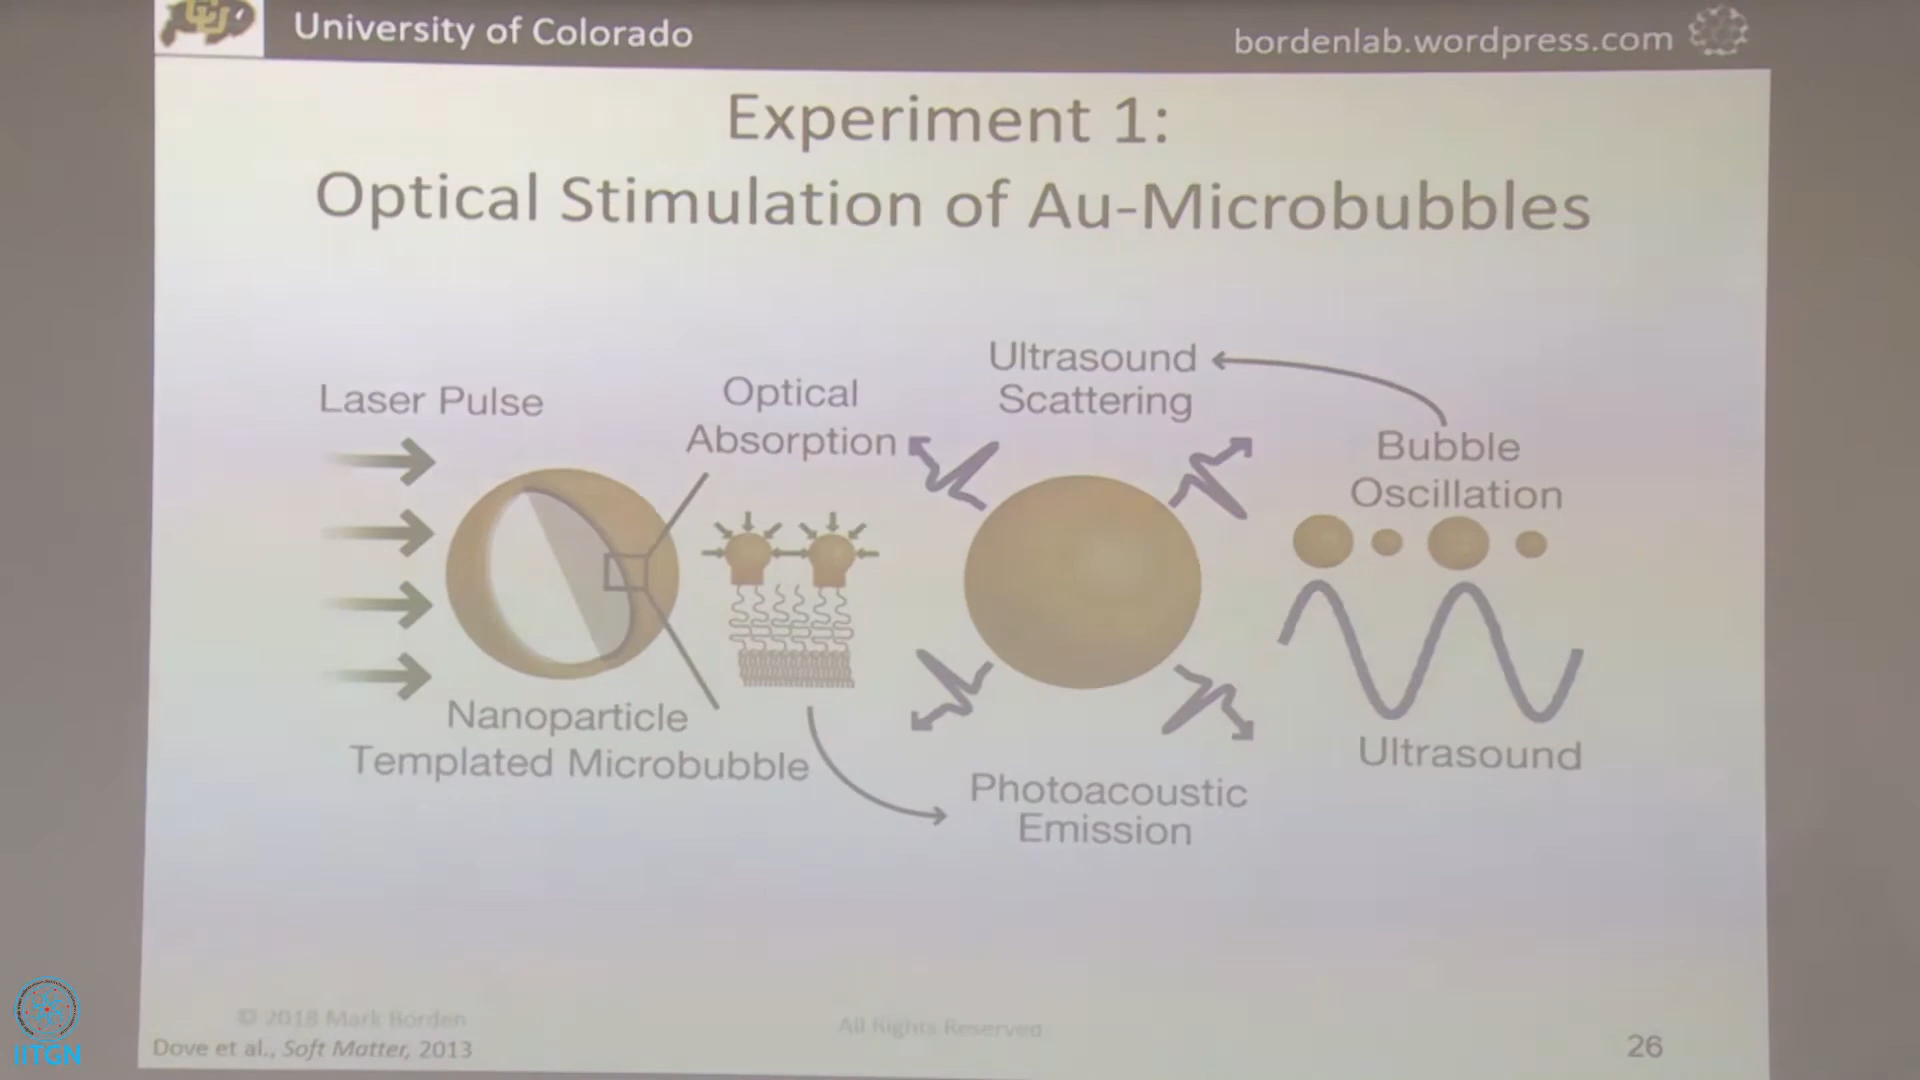 CU
University of Colorado
bordenlab.wordpress.com
Experiment 1:
Optical Stimulation of Au-Microbubbles
Laser Pulse
Optical
Absorption
Ultrasound
Scattering
Bubble
Oscillation
Nanoparticle
Templated Microbubble
Photoacoustic
Emission
Ultrasound
© 2018 Mark Borden
All Rights Reserved
Dove et al., Soft Matter, 2013
26
IITGN